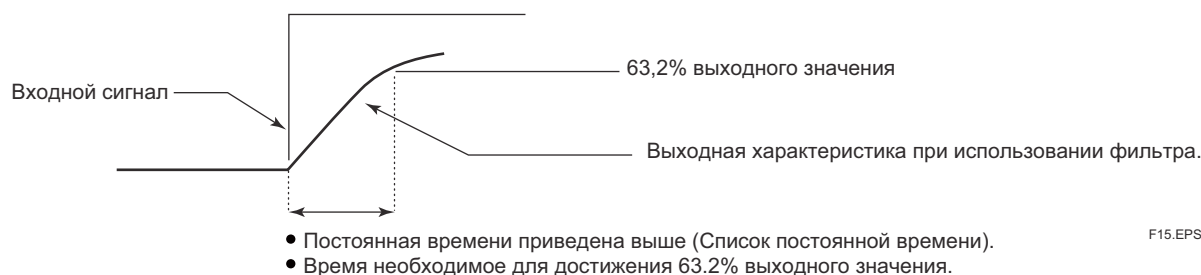 63,2% выходного значения
Входной сигнал
Выходная характеристика при использовании фильтра.
● Постоянная времени приведена выше (Список постоянной времени).
F15.EPS
● Время необходимое для достижения 63.2% выходного значения.